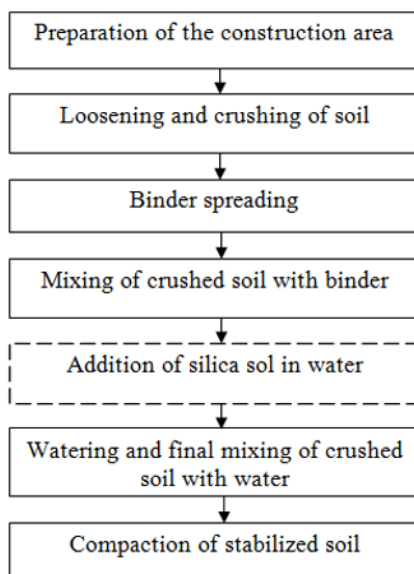 Preparation of the construction area
Loosening and crushing of soil
Binder spreading
Mixing of crushed soil with binder
Addition of silica sol in water
Watering and final mixing of crushed
soil with water
Compaction of stabilized soil